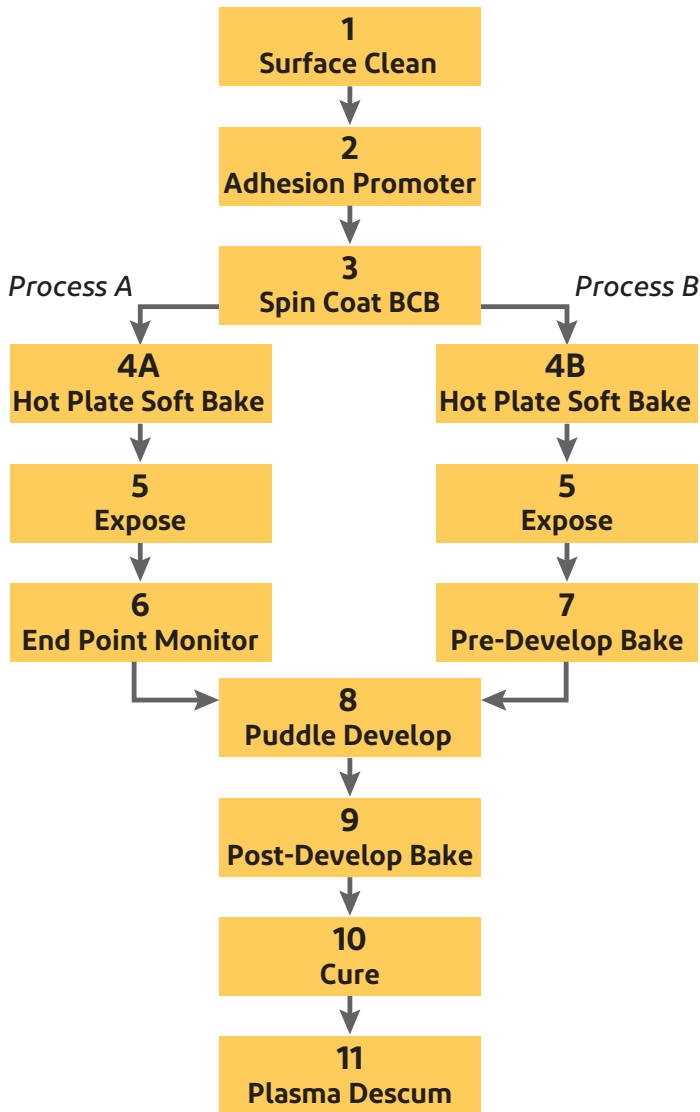 1
Surface Clean
2
Adhesion Promoter
3
Spin Coat BCB
Process A
Process B
4A
Hot Plate Soft Bake
4B
Hot Plate Soft Bake
5
Expose
5
Expose
6
End Point Monitor
7
Pre-Develop Bake
8
Puddle Develop
9
Post-Develop Bake
10
Cure
11
Plasma Descum